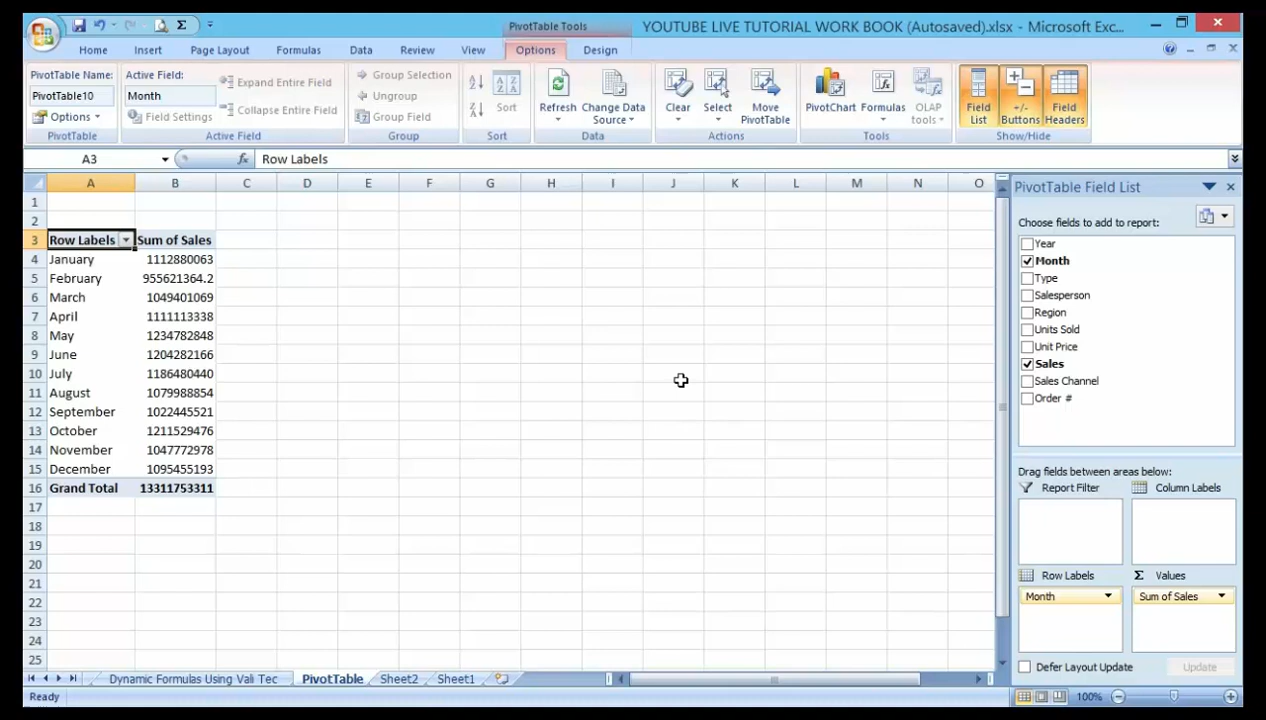 PivotTable Tools
YOUTUBE LIVE TUTORIAL WORK BOOK (Autosaved).xlsx - Microsoft Exc...
Home Insert Page Layout Formulas Data Review View Options Design
PivotTable Name: Active Field: Expand Entire Field Group Selection
PivotTable10 Month Collapse Entire Field Ungroup Sort
Options Field Settings Group Field
Refresh Change Data Source Clear Select Move PivotTable PivotChart Formulas OLAP tools Field List +/- Buttons Field Headers
PivotTable Active Field Group Sort Data Actions Tools Show/Hide
A3 fx Row Labels
A B C D E F G H I J K L M N O
1
2
3 Row Labels Sum of Sales
4 January 1112880063
5 February 955621364.2
6 March 1049401069
7 April 1111113338
8 May 1234782848
9 June 1204282166
10 July 1186480440
11 August 1079988854
12 September 1022445521
13 October 1211529476
14 November 1047772978
15 December 1095455193
16 Grand Total 13311753311
17
18
19
20
21
22
23
24
25
PivotTable Field List
Choose fields to add to report:
Year
Month
Type
Salesperson
Region
Units Sold
Unit Price
Sales
Sales Channel
Order #
Drag fields between areas below:
Report Filter Column Labels
Row Labels Σ Values
Month Sum of Sales
Defer Layout Update Update
Dynamic Formulas Using Vali Tec PivotTable Sheet2 Sheet1
Ready 100%